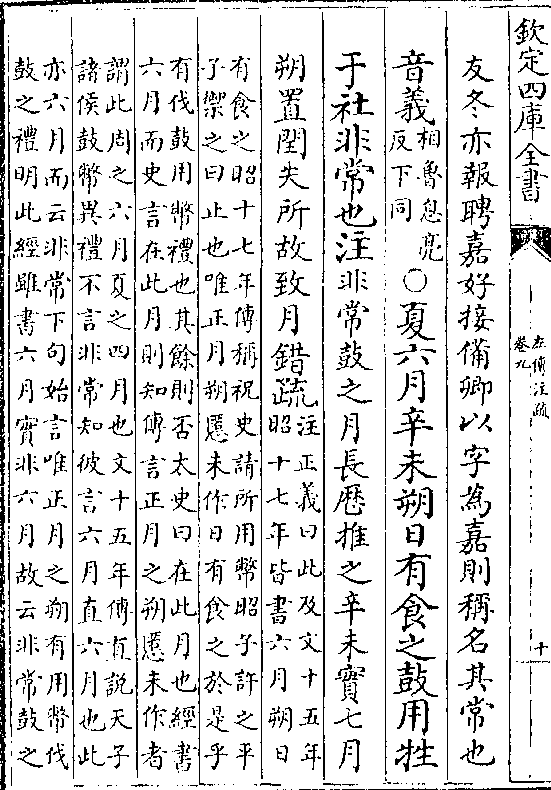 欽定四庫全書
左傳注疏
卷九
十
友冬亦報聘嘉好接備卿以字為嘉則稱名其常也
音義
相魯息亮
反下同
○夏六月辛未朔日有食之鼓用牲
于社非常也注非常鼓之月長厯推之辛未實七月
朔置閏失所故致月錯疏
注正義曰此及文十五年
昭十七年皆書六月朔日
有食之昭十七年傳稱祝史請所用幣昭子許之平
子禦之曰止也唯正月朔慝未作日有食之於是乎
有伐鼓用幣禮也其餘則否太史曰在此月也經書
六月而史言在此月則知傳言正月之朔慝未作者
謂此周之六月夏之四月也文十五年傳直説天子
諸侯鼓幣異禮不言非常知彼言六月直六月也此
亦六月而云非常下句始言唯正月之朔有用幣伐
鼓之禮明此經雖書六月實非六月故云非常鼓之